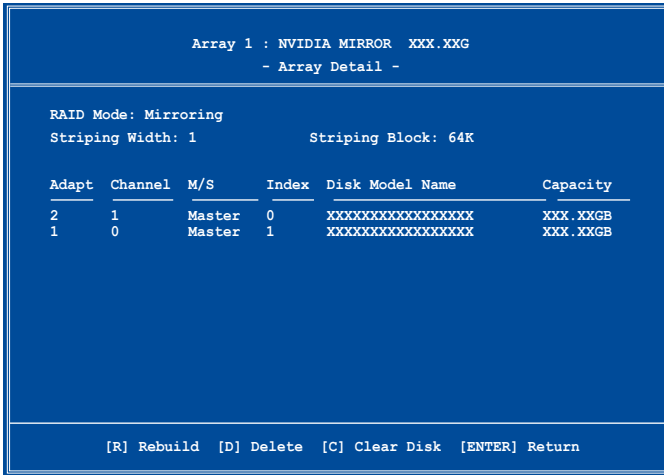 Array 1 : NVIDIA MIRROR XXX.XXG
- Array Detail -
RAID Mode: Mirroring
Striping Width: 1 Striping Block: 64K
Adapt Channel M/S Index Disk Model Name Capacity
2 1 Master 0 XXXXXXXXXXXXXXXXX XXX.XXGB
1 0 Master 1 XXXXXXXXXXXXXXXXX XXX.XXGB
[R] Rebuild [D] Delete [C] Clear Disk [ENTER] Return